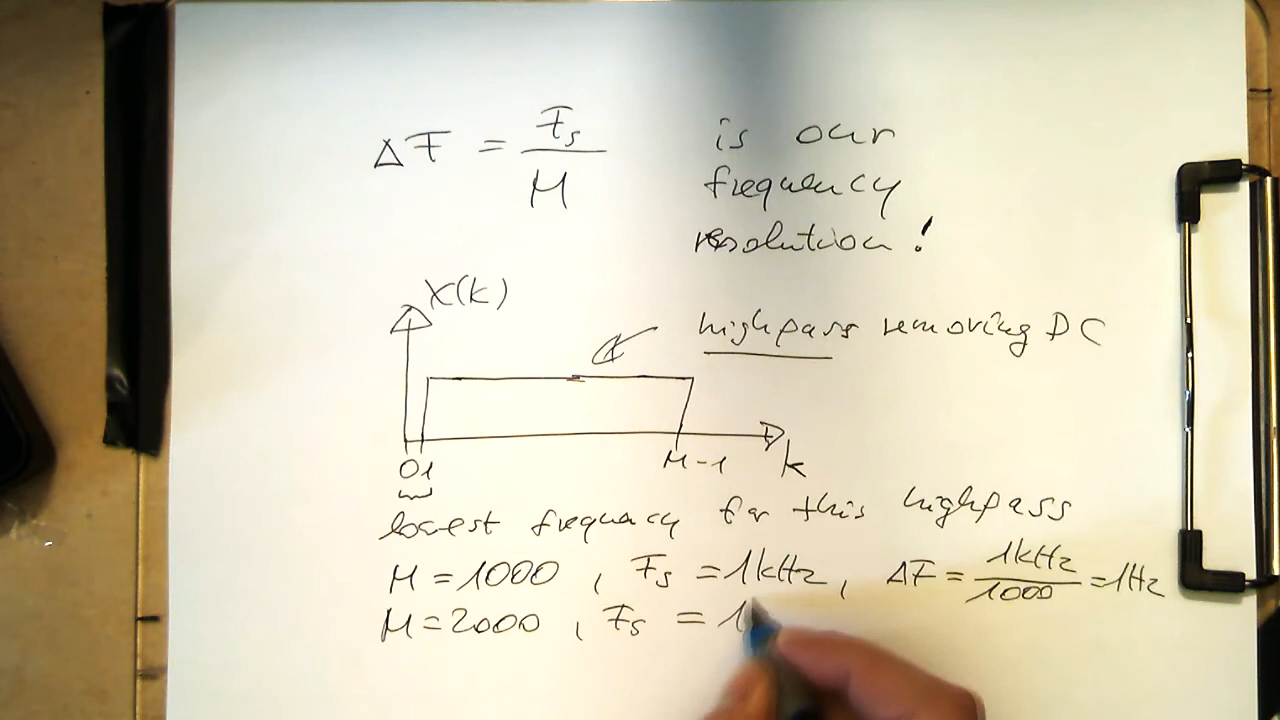 ΔF = Fs / M is our
frequency
resolution!
X(k)
highpass removing DC
0 1 M-1 k
lowest frequency for this highpass
M = 1000 , Fs = 1kHz , ΔF = 1kHz / 1000 = 1Hz
M = 2000 , Fs = 1